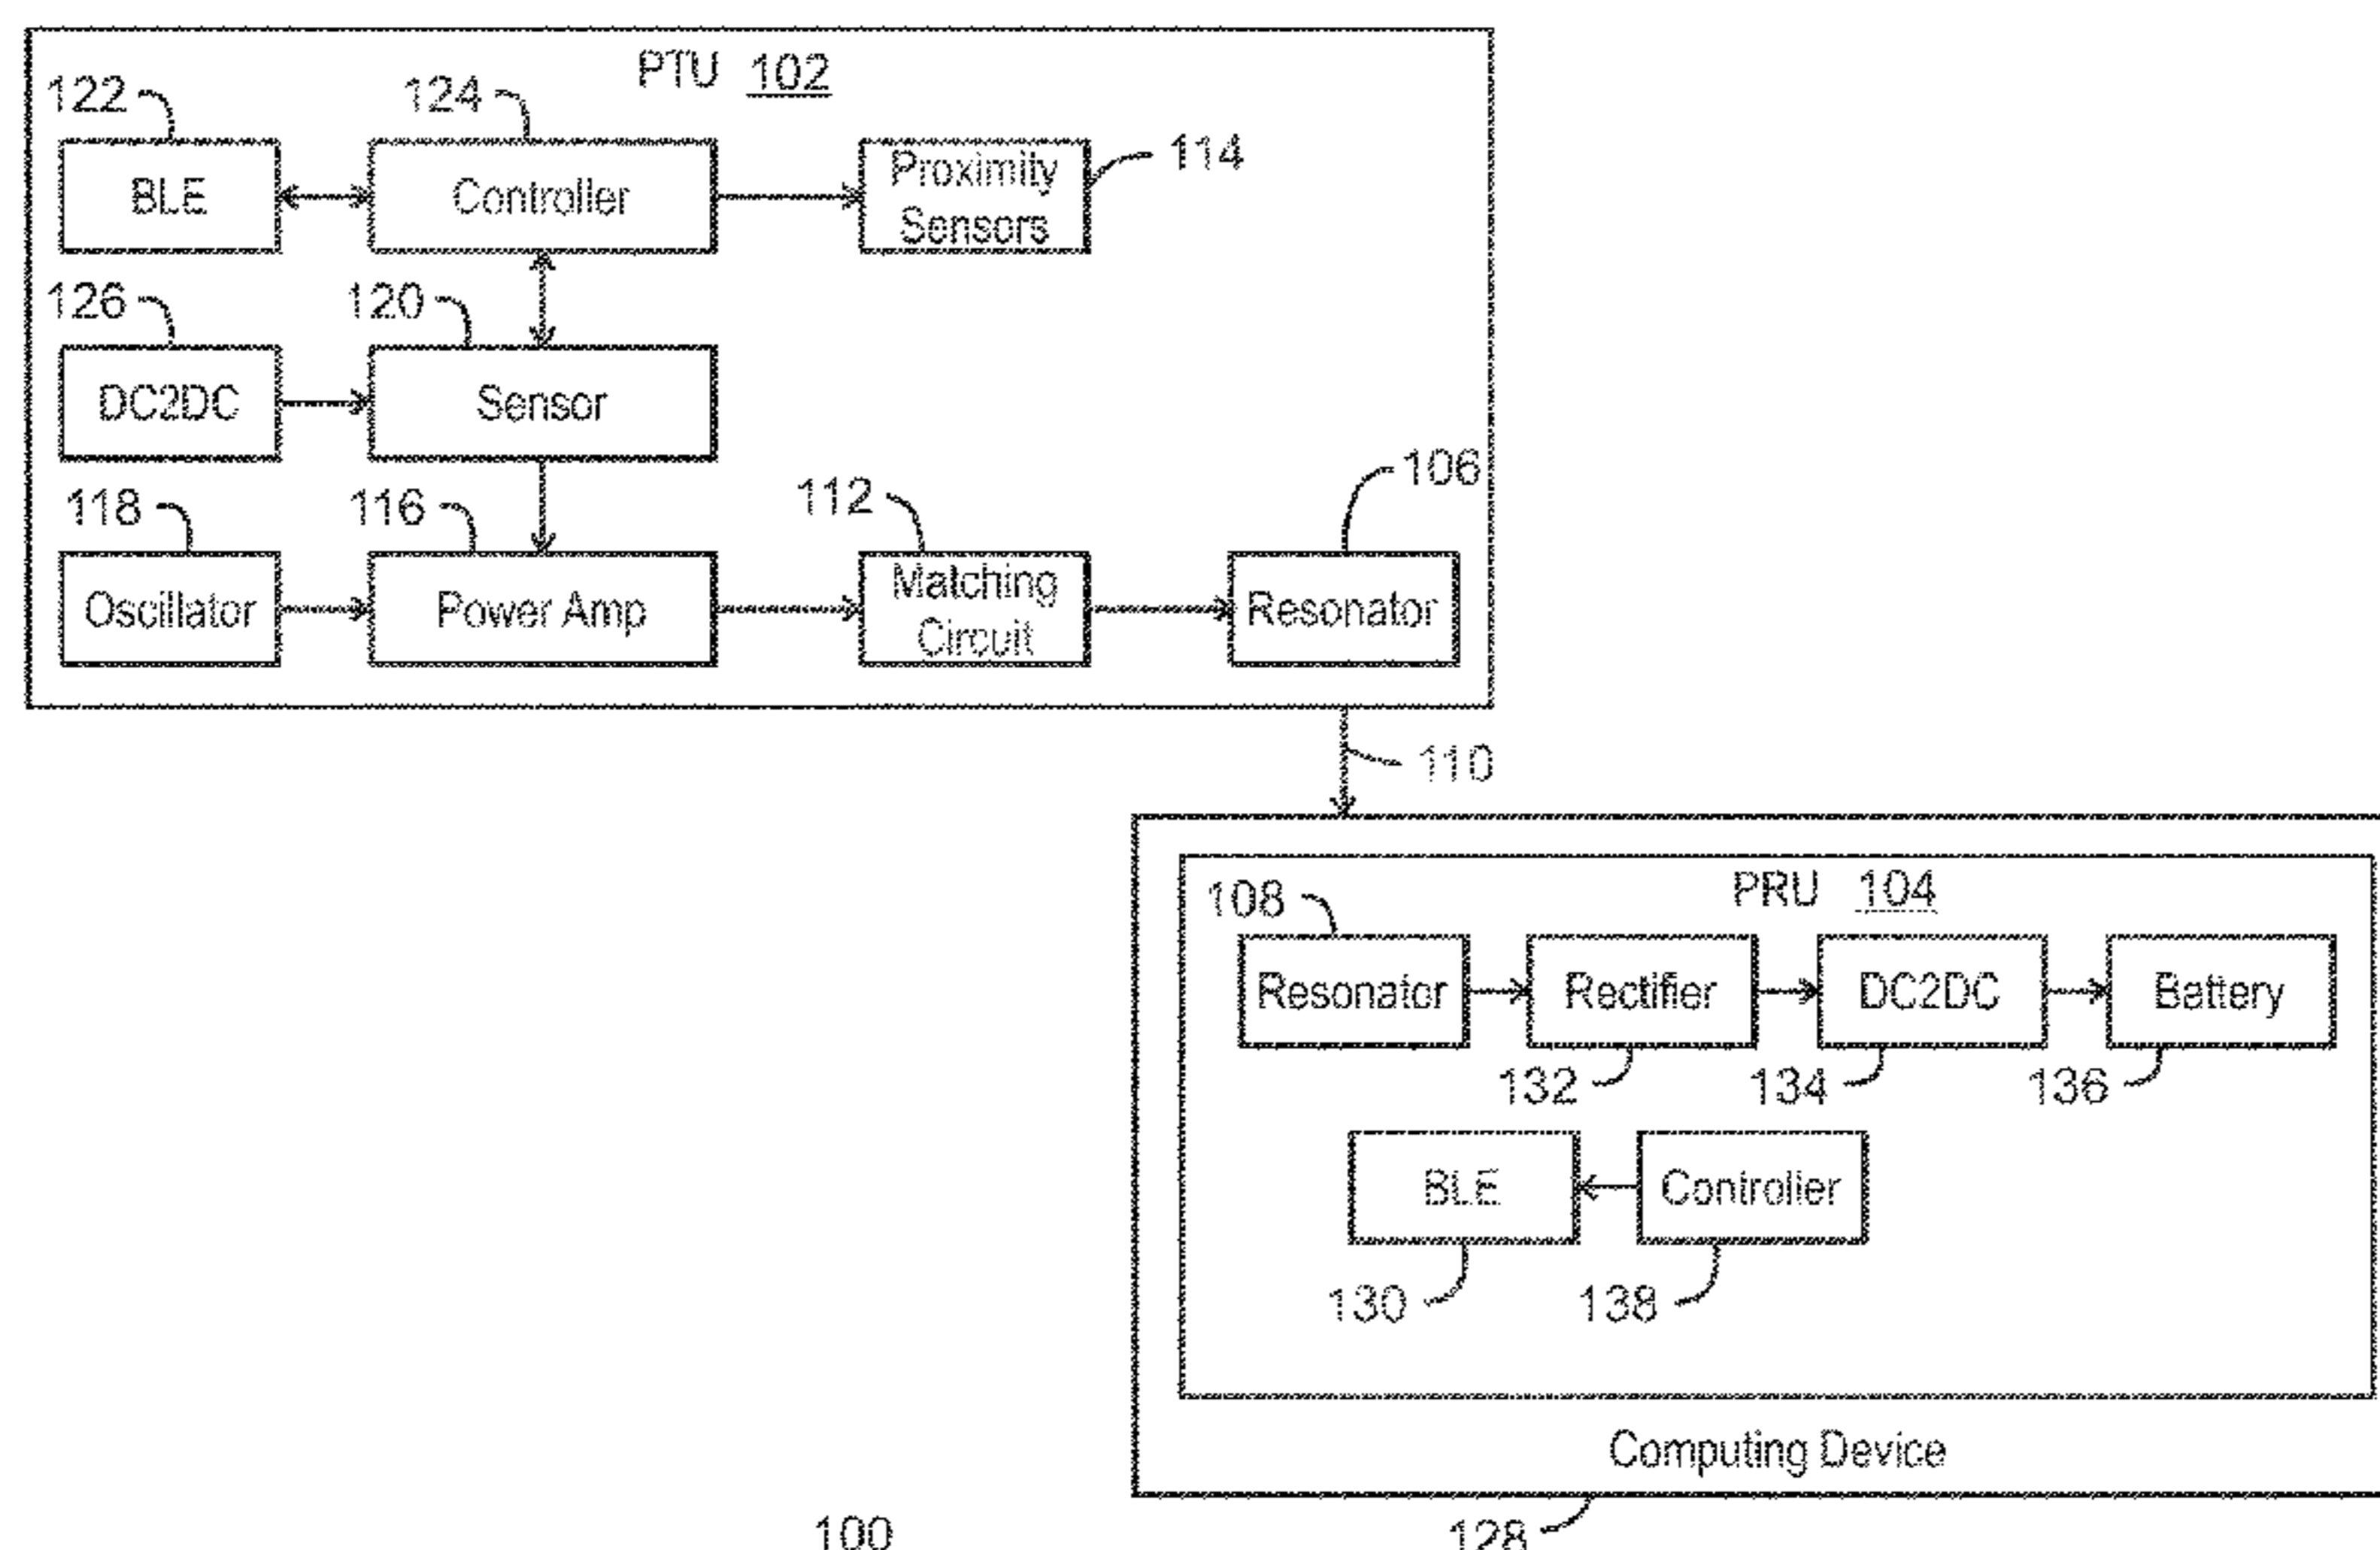 PTU 102
122
124
BLE
Controller
Proximity
Sensors
114
126
120
DC2DC
Sensor
118
116
112
106
Oscillator
Power Amp
Matching
Circuit
Resonator
110
PRU 104
108
Resonator
Rectifier
DC2DC
Battery
132
134
136
BLE
Controller
130
138
Computing Device
100
128